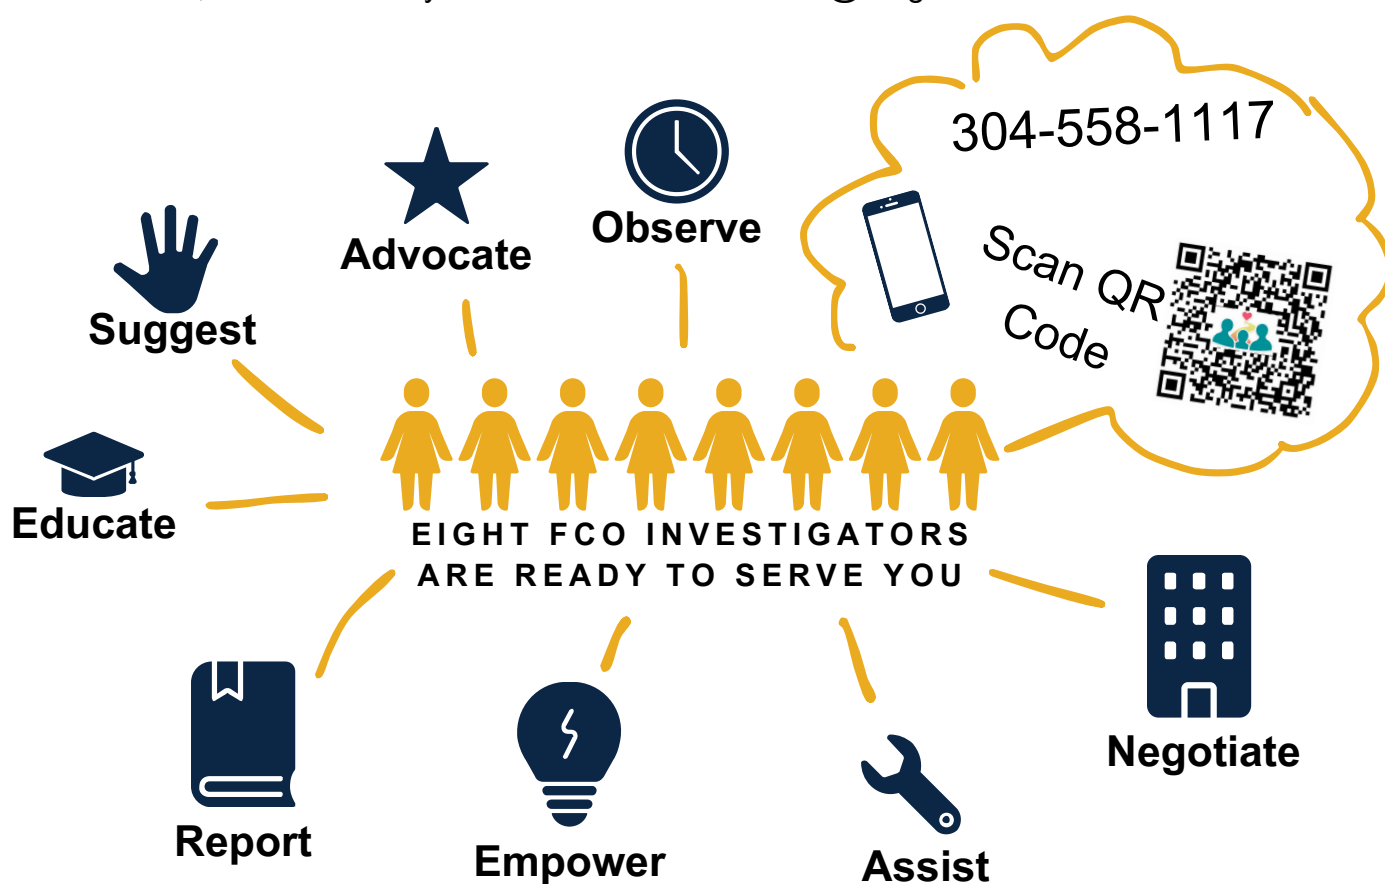 304-558-1117
Scan QR
Code
Observe
Advocate
Suggest
Educate
EIGHT FCO INVESTIGATORS
ARE READY TO SERVE YOU
Negotiate
Report
Empower
Assist